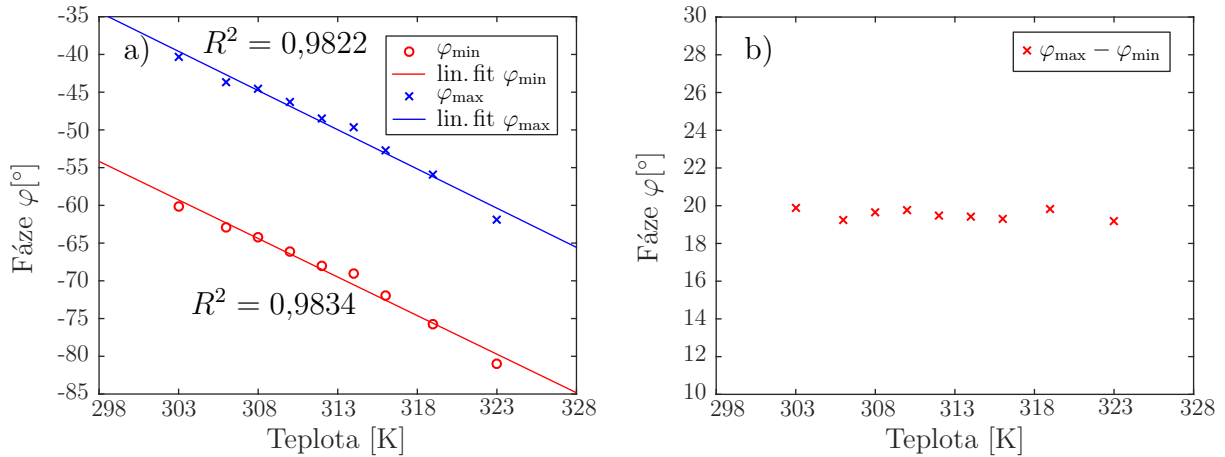 a)
R² = 0,9822
φmin
lin. fit φmin
φmax
lin. fit φmax
R² = 0,9834
-35
-40
-45
-50
-55
-60
-65
-70
-75
-80
-85
Fáze φ[°]
298 303 308 313 318 323 328
Teplota [K]
b)
φmax − φmin
30
28
26
24
22
20
18
16
14
12
10
Fáze φ[°]
298 303 308 313 318 323 328
Teplota [K]